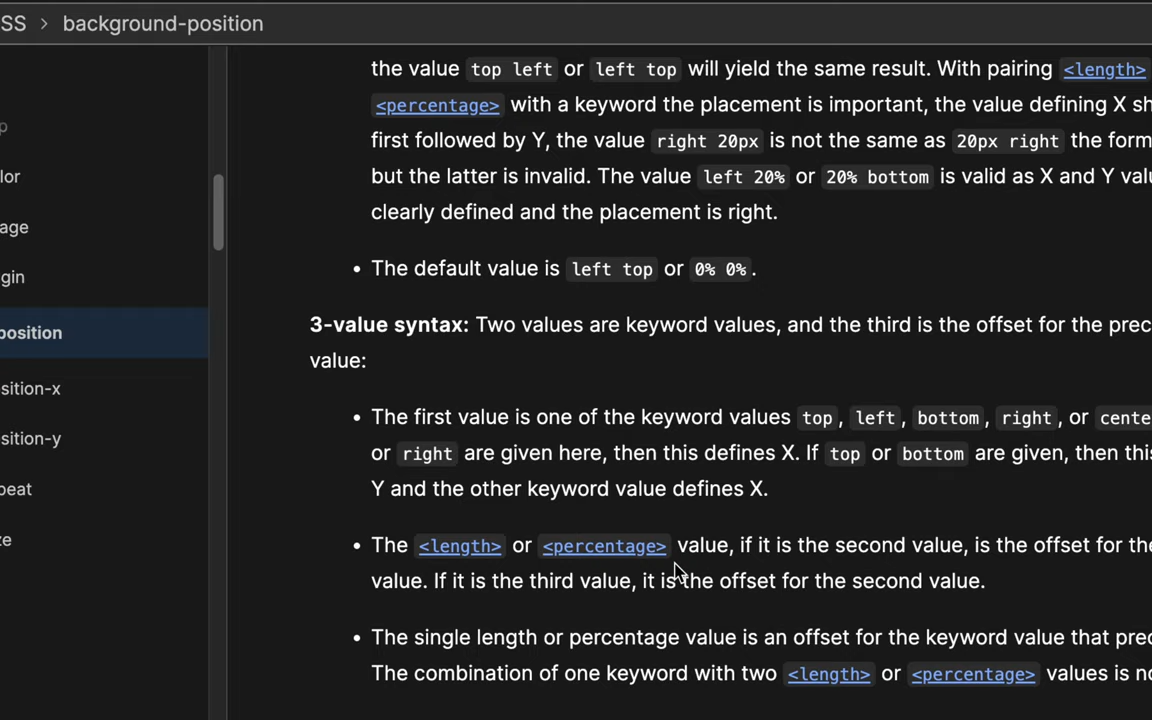 SS > background-position
the value top left or left top will yield the same result. With pairing <length>
p
<percentage> with a keyword the placement is important, the value defining X sh
first followed by Y, the value right 20px is not the same as 20px right the form
lor
but the latter is invalid. The value left 20% or 20% bottom is valid as X and Y valu
clearly defined and the placement is right.
age
• The default value is left top or 0% 0%.
gin
3-value syntax: Two values are keyword values, and the third is the offset for the prec
position
value:
sition-x
• The first value is one of the keyword values top, left, bottom, right, or cente
sition-y
or right are given here, then this defines X. If top or bottom are given, then this
Y and the other keyword value defines X.
peat
ze
• The <length> or <percentage> value, if it is the second value, is the offset for the
value. If it is the third value, it is the offset for the second value.
• The single length or percentage value is an offset for the keyword value that prec
The combination of one keyword with two <length> or <percentage> values is no